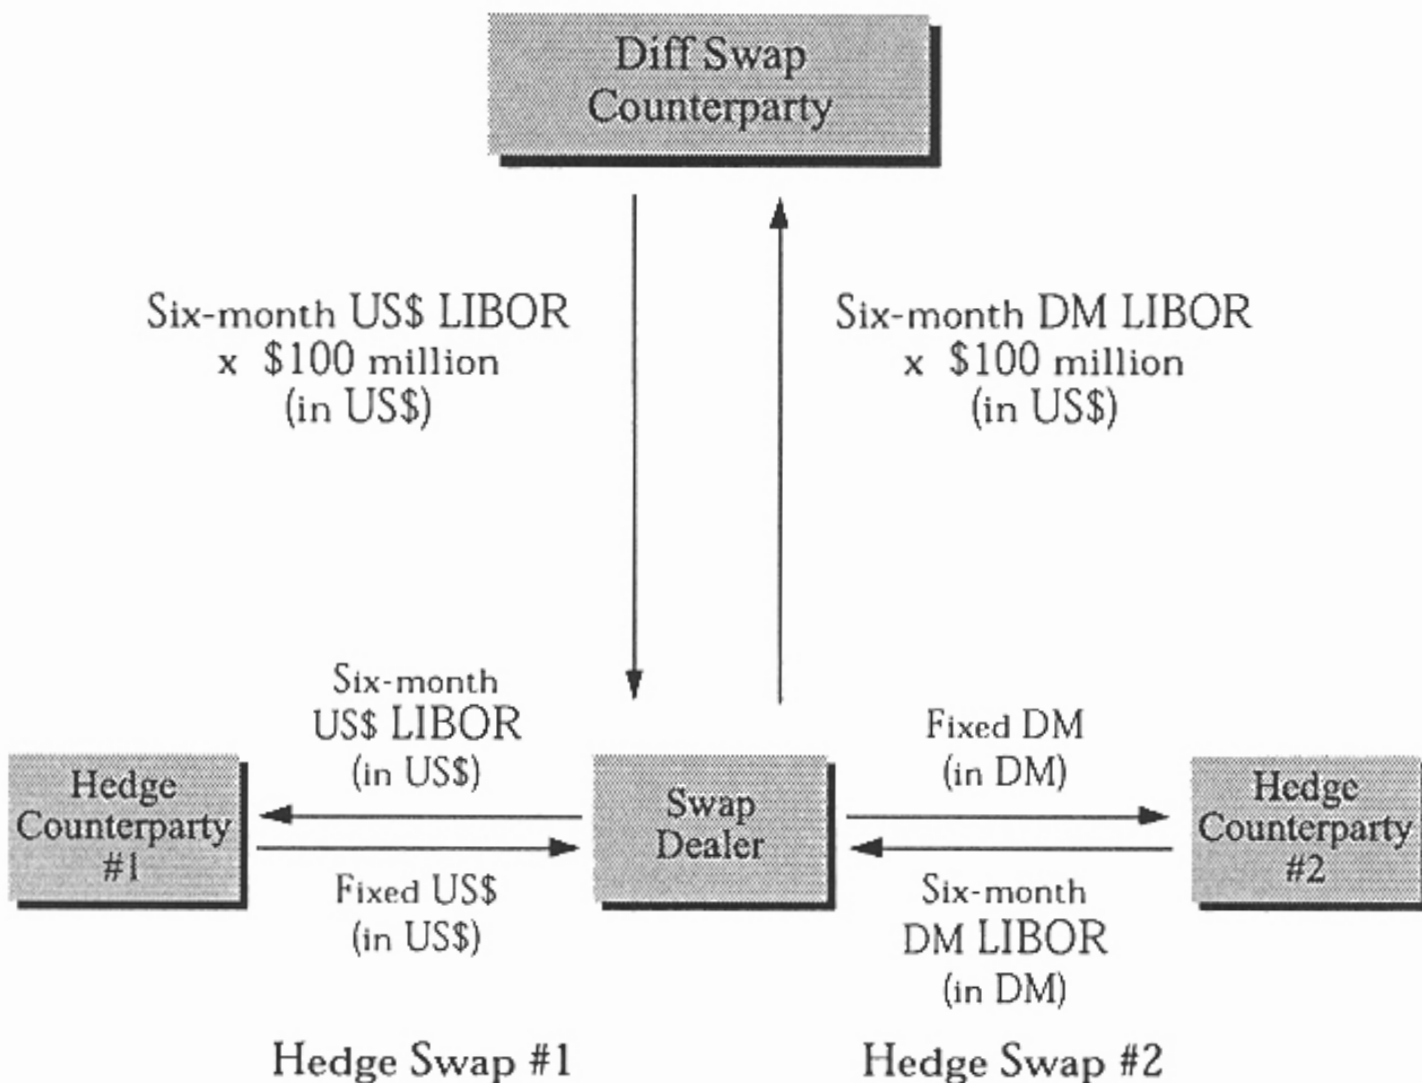 Diff Swap
Counterparty
Six-month US$ LIBOR
x $100 million
(in US$)
Six-month DM LIBOR
x $100 million
(in US$)
Six-month
US$ LIBOR
(in US$)
Fixed DM
(in DM)
Hedge
Counterparty
#1
Swap
Dealer
Hedge
Counterparty
#2
Fixed US$
(in US$)
Six-month
DM LIBOR
(in DM)
Hedge Swap #1
Hedge Swap #2